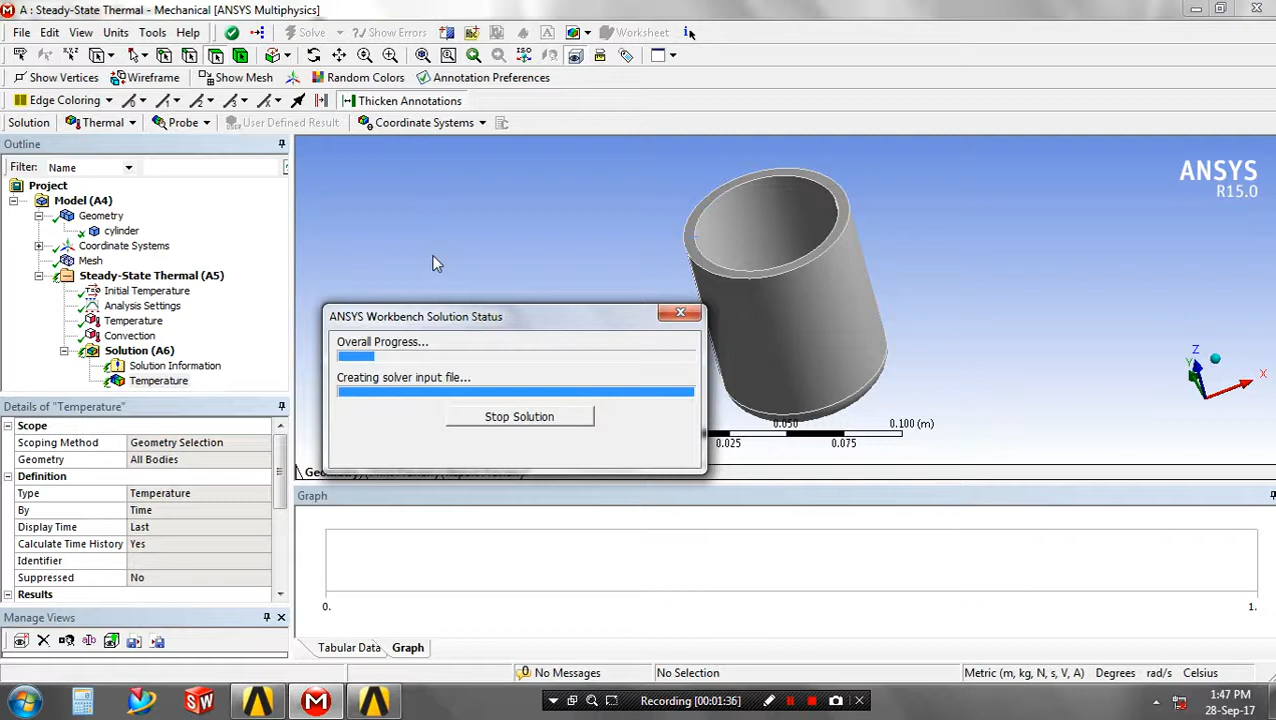 A : Steady-State Thermal - Mechanical [ANSYS Multiphysics]
File Edit View Units Tools Help Solve Show Errors Worksheet
Show Vertices Wireframe Show Mesh Random Colors Annotation Preferences
Edge Coloring Thicken Annotations
Solution Thermal Probe User Defined Result Coordinate Systems
Outline
Filter: Name
Project
Model (A4)
Geometry
cylinder
Coordinate Systems
Mesh
Steady-State Thermal (A5)
Initial Temperature
Analysis Settings
Temperature
Convection
Solution (A6)
Solution Information
Temperature
Details of "Temperature"
Scope
Scoping Method Geometry Selection
Geometry All Bodies
Definition
Type Temperature
By Time
Display Time Last
Calculate Time History Yes
Identifier
Suppressed No
Results
Manage Views
ANSYS
R15.0
ANSYS Workbench Solution Status
Overall Progress...
Creating solver input file...
Stop Solution
Z
Y
X
0.050 0.100 (m)
0.025 0.075
Graph
0. 1.
Tabular Data Graph
No Messages No Selection Metric (m, kg, N, s, V, A) Degrees rad/s Celsius
Recording [00:01:36]
1:47 PM
28-Sep-17